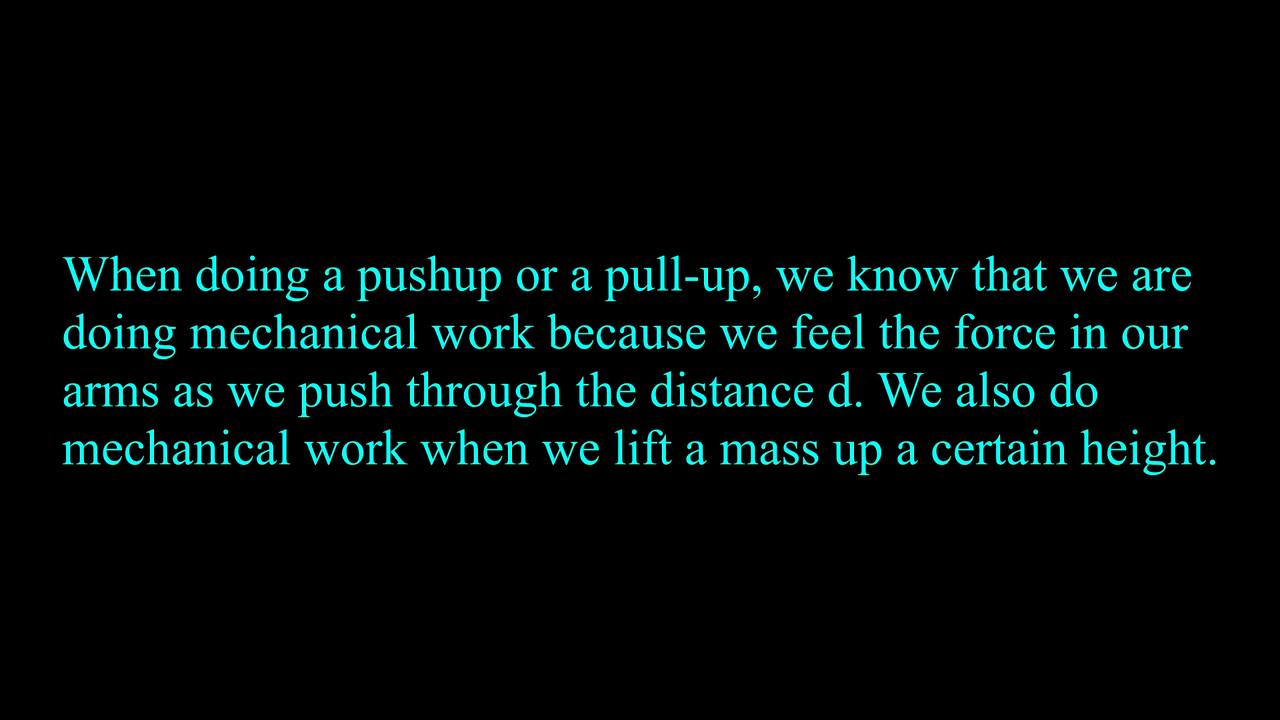 When doing a pushup or a pull-up, we know that we are
doing mechanical work because we feel the force in our
arms as we push through the distance d. We also do
mechanical work when we lift a mass up a certain height.